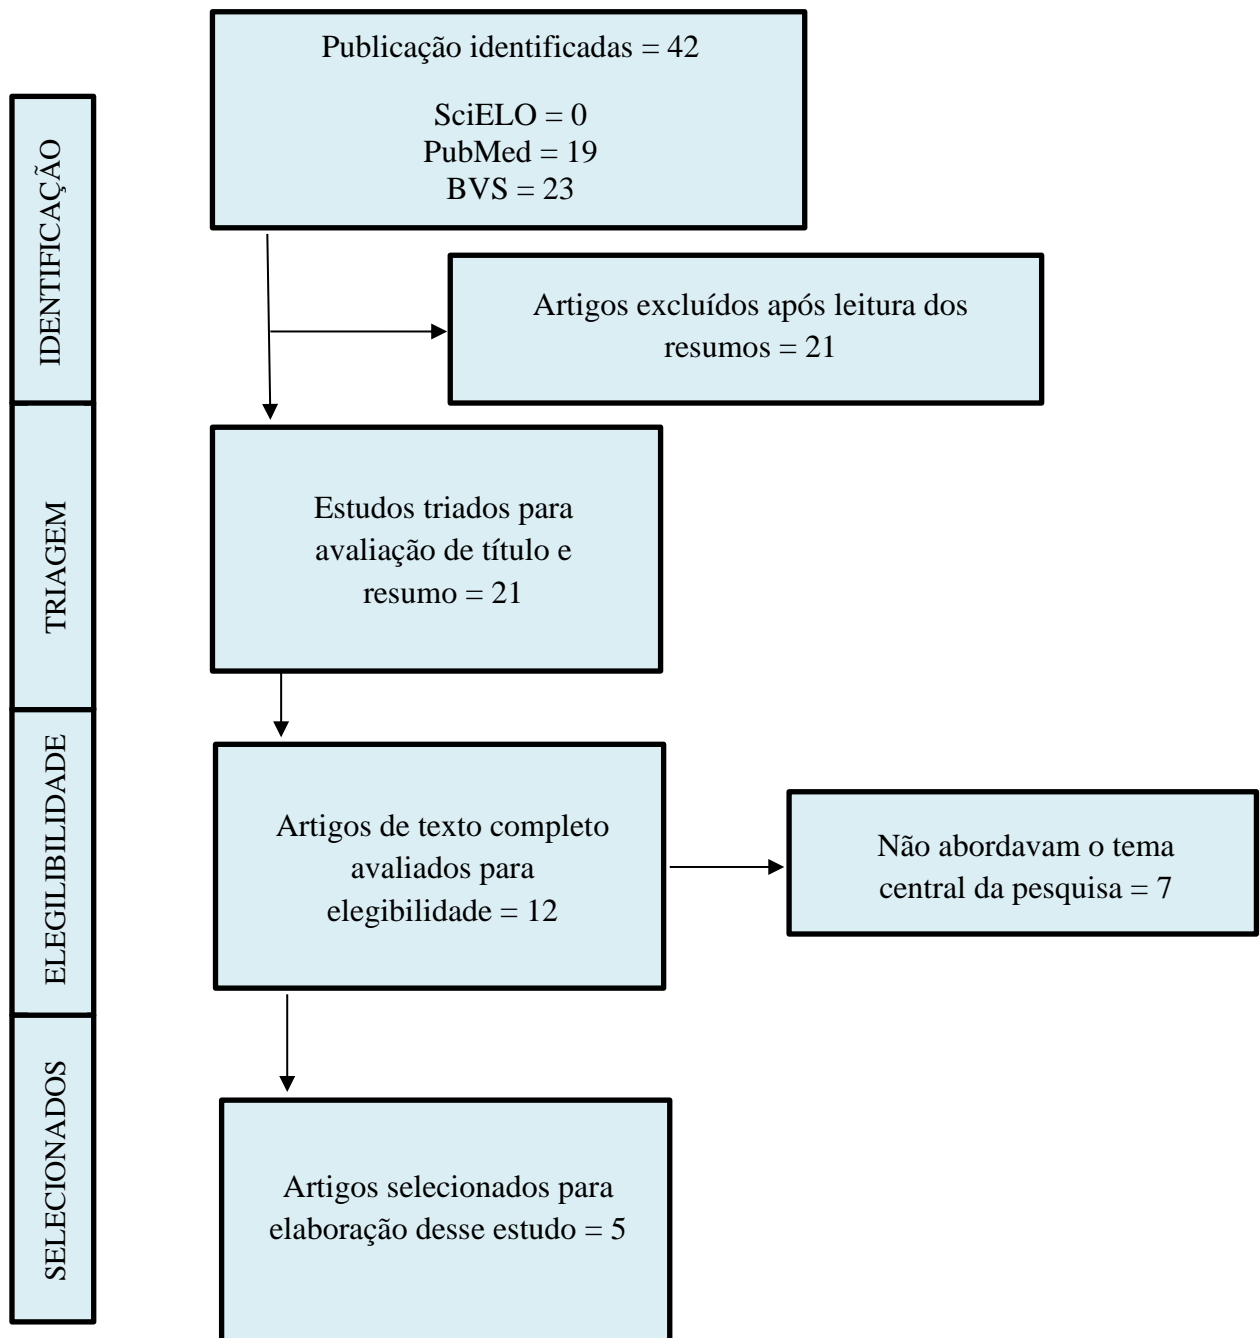 Publicação identificadas = 42
SciELO = 0
PubMed = 19
BVS = 23
IDENTIFICAÇÃO
Artigos excluídos após leitura dos
resumos = 21
TRIAGEM
Estudos triados para
avaliação de título e
resumo = 21
ELEGILIBILIDADE
Artigos de texto completo
avaliados para
elegibilidade = 12
Não abordavam o tema
central da pesquisa = 7
SELECIONADOS
Artigos selecionados para
elaboração desse estudo = 5